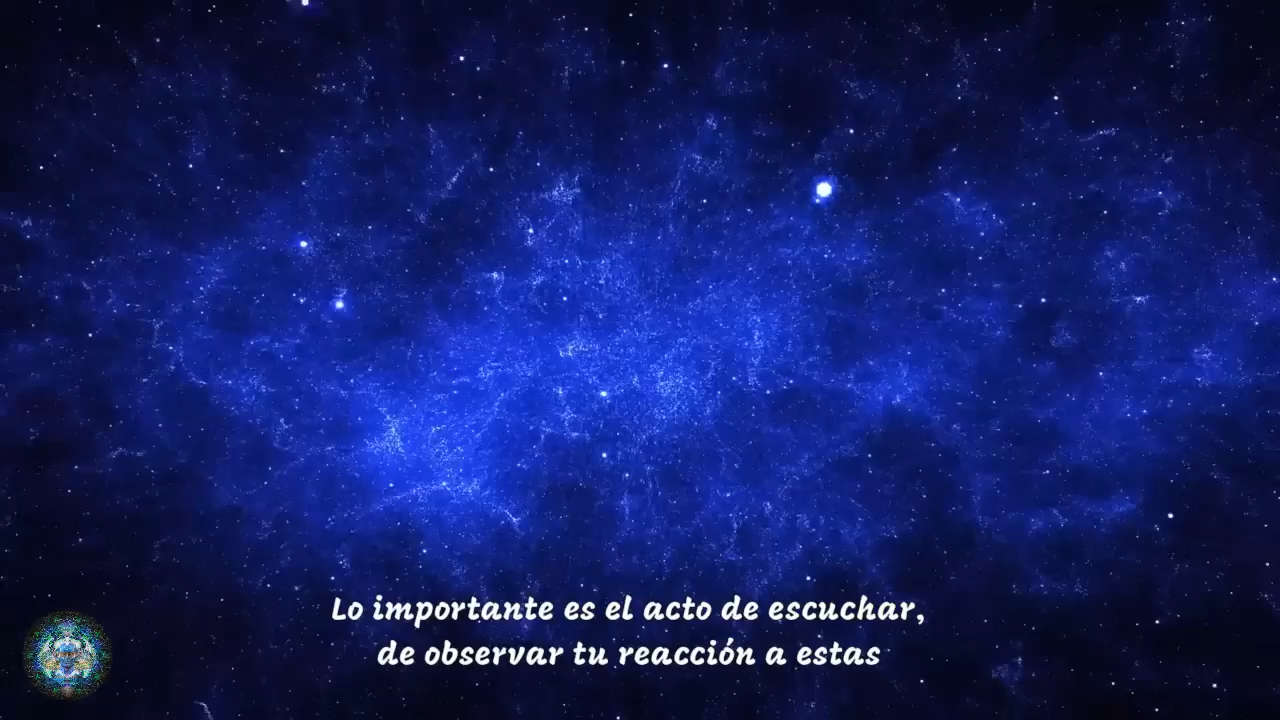 Lo importante es el acto de escuchar,
de observar tu reacción a estas